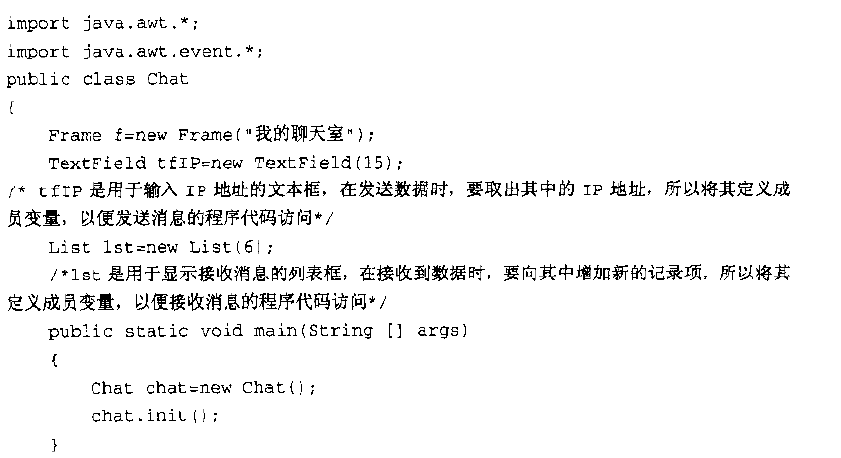 import java.awt.*;
import java.awt.event.*;
public class Chat
{
Frame f=new Frame("我的聊天室");
TextField tfIP=new TextField(15);
/* tfIP 是用于输入 IP 地址的文本框，在发送数据时，要取出其中的 IP 地址，所以将其定义成
员变量，以便发送消息的程序代码访问*/
List lst=new List(6);
/*lst 是用于显示接收消息的列表框，在接收到数据时，要向其中增加新的记录项，所以将其
定义成员变量，以便接收消息的程序代码访问*/
public static void main(String [] args)
{
Chat chat=new Chat();
chat.init();
}